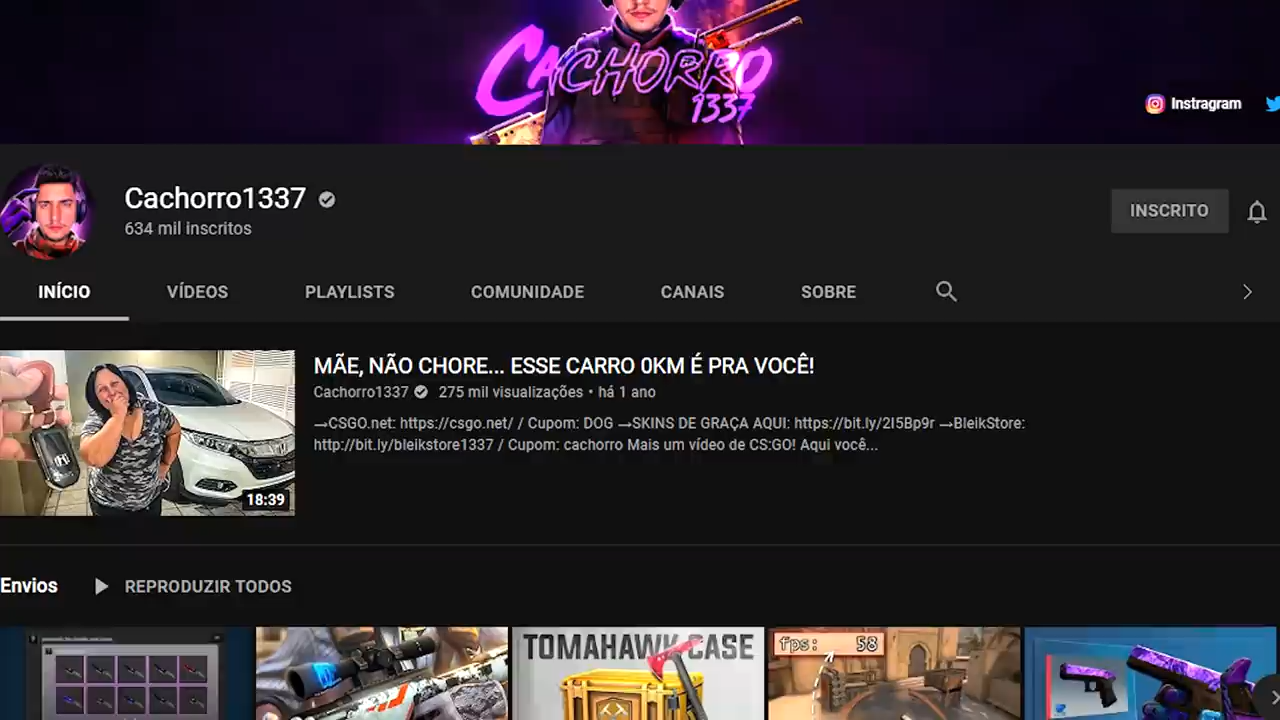 CACHORRO
1337
Instragram
Cachorro1337
634 mil inscritos
INSCRITO
INÍCIO VÍDEOS PLAYLISTS COMUNIDADE CANAIS SOBRE
MÃE, NÃO CHORE... ESSE CARRO 0KM É PRA VOCÊ!
Cachorro1337 275 mil visualizações • há 1 ano
→CSGO.net: https://csgo.net/ / Cupom: DOG →SKINS DE GRAÇA AQUI: https://bit.ly/2I5Bp9r →BleikStore:
http://bit.ly/bleikstore1337 / Cupom: cachorro Mais um vídeo de CS:GO! Aqui você...
18:39
Envios REPRODUZIR TODOS
TOMAHAWK CASE
fps: 58